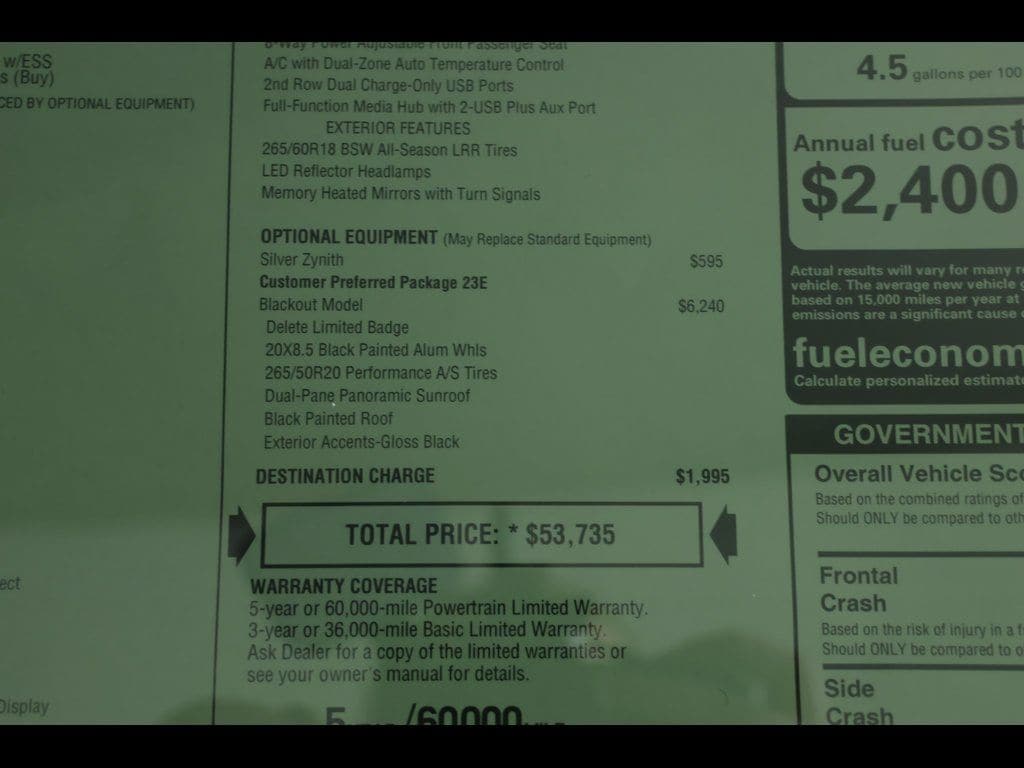 w/ESS
s (Buy)
CED BY OPTIONAL EQUIPMENT)
ect
Display
8-Way Power Adjustable Front Passenger Seat
A/C with Dual-Zone Auto Temperature Control
2nd Row Dual Charge-Only USB Ports
Full-Function Media Hub with 2-USB Plus Aux Port
EXTERIOR FEATURES
265/60R18 BSW All-Season LRR Tires
LED Reflector Headlamps
Memory Heated Mirrors with Turn Signals
OPTIONAL EQUIPMENT (May Replace Standard Equipment)
Silver Zynith $595
Customer Preferred Package 23E
Blackout Model $6,240
Delete Limited Badge
20X8.5 Black Painted Alum Whls
265/50R20 Performance A/S Tires
Dual-Pane Panoramic Sunroof
Black Painted Roof
Exterior Accents-Gloss Black
DESTINATION CHARGE $1,995
TOTAL PRICE: * $53,735
WARRANTY COVERAGE
5-year or 60,000-mile Powertrain Limited Warranty.
3-year or 36,000-mile Basic Limited Warranty.
Ask Dealer for a copy of the limited warranties or
see your owner's manual for details.
5 /60000
4.5 gallons per 100
Annual fuel cost
$2,400
Actual results will vary for many r
vehicle. The average new vehicle g
based on 15,000 miles per year at
emissions are a significant cause
fueleconom
Calculate personalized estimate
GOVERNMENT
Overall Vehicle Sco
Based on the combined ratings of
Should ONLY be compared to oth
Frontal
Crash
Based on the risk of injury in a f
Should ONLY be compared to o
Side
Crash